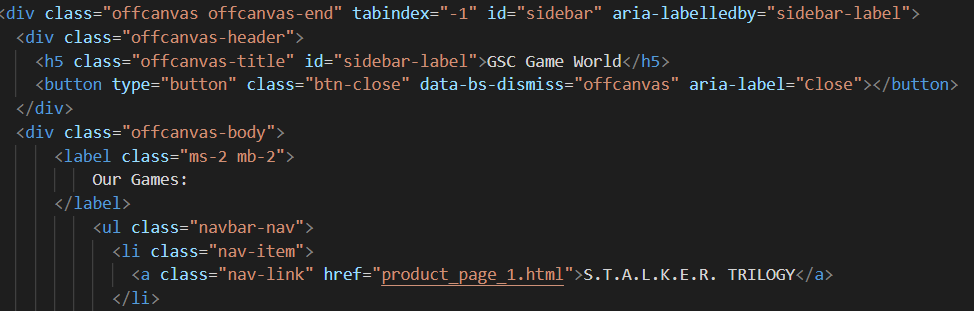 <div class="offcanvas offcanvas-end" tabindex="-1" id="sidebar" aria-labelledby="sidebar-label">
<div class="offcanvas-header">
<h5 class="offcanvas-title" id="sidebar-label">GSC Game World</h5>
<button type="button" class="btn-close" data-bs-dismiss="offcanvas" aria-label="Close"></button>
</div>
<div class="offcanvas-body">
<label class="ms-2 mb-2">
Our Games:
</label>
<ul class="navbar-nav">
<li class="nav-item">
<a class="nav-link" href="product_page_1.html">S.T.A.L.K.E.R. TRILOGY</a>
</li>